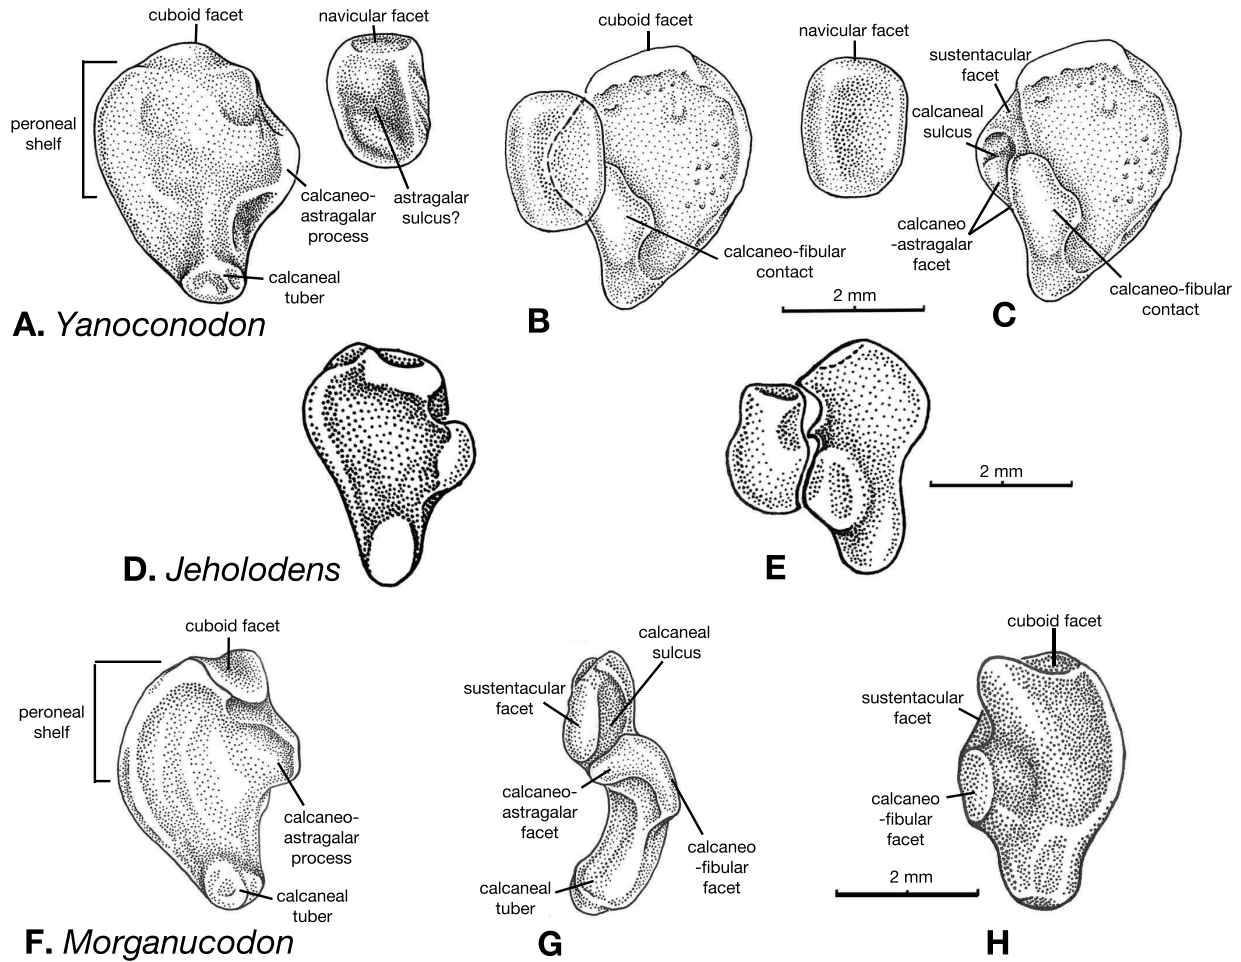 cuboid facet
navicular facet
peroneal
shelf
calcaneo-
astragalar
process
astragalar
sulcus?
calcaneal
tuber
A. Yanoconodon
cuboid facet
calcaneo-fibular
contact
B
navicular facet
2 mm
sustentacular
facet
calcaneal
sulcus
calcaneo
-astragalar
facet
calcaneo-fibular
contact
C
D. Jeholodens
E
2 mm
cuboid facet
peroneal
shelf
calcaneo-
astragalar
process
calcaneal
tuber
F. Morganucodon
calcaneal
sulcus
sustentacular
facet
calcaneo-
astragalar
facet
calcaneo
-fibular
facet
calcaneal
tuber
G
cuboid facet
sustentacular
facet
calcaneo
-fibular
facet
2 mm
H